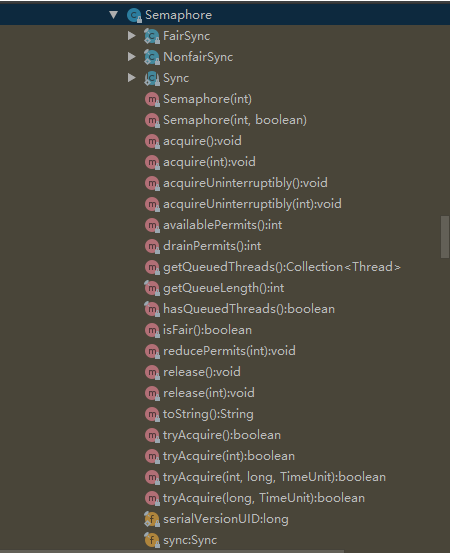 Semaphore
FairSync
NonfairSync
Sync
Semaphore(int)
Semaphore(int, boolean)
acquire():void
acquire(int):void
acquireUninterruptibly():void
acquireUninterruptibly(int):void
availablePermits():int
drainPermits():int
getQueuedThreads():Collection<Thread>
getQueueLength():int
hasQueuedThreads():boolean
isFair():boolean
reducePermits(int):void
release():void
release(int):void
toString():String
tryAcquire():boolean
tryAcquire(int):boolean
tryAcquire(int, long, TimeUnit):boolean
tryAcquire(long, TimeUnit):boolean
serialVersionUID:long
sync:Sync